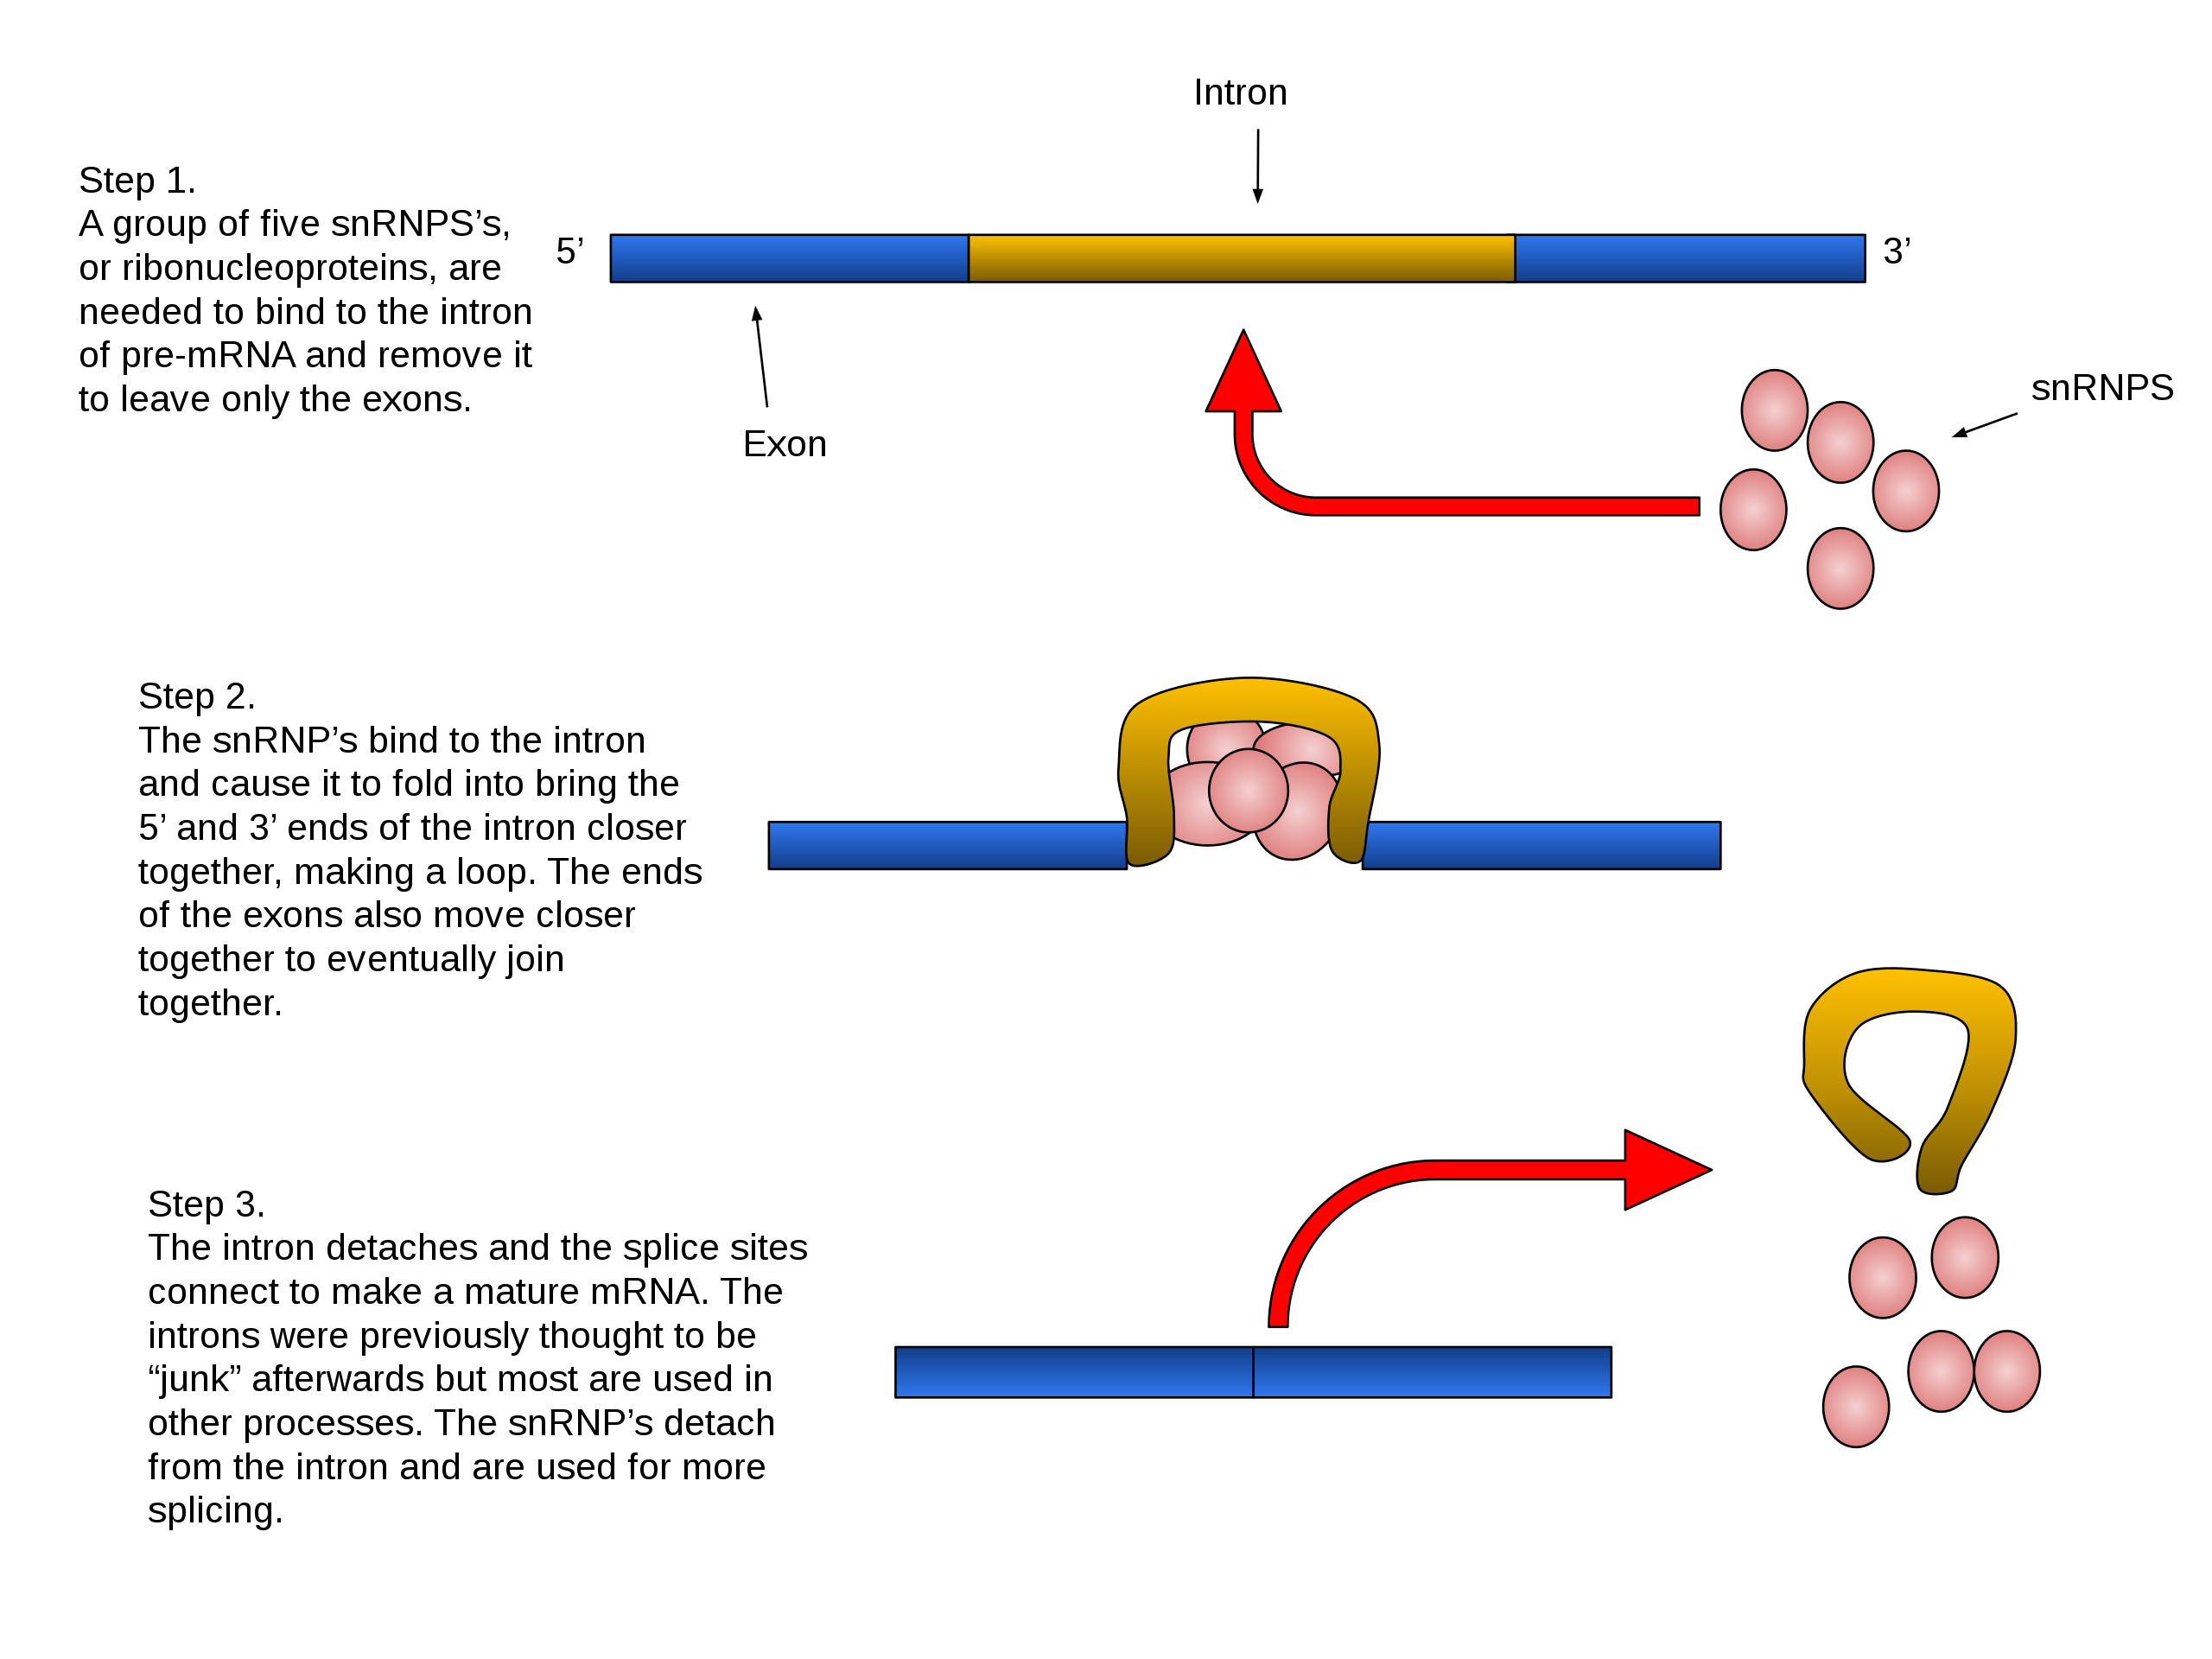 Intron
Step 1.
A group of five snRNPS’s,
or ribonucleoproteins, are
needed to bind to the intron
of pre-mRNA and remove it
to leave only the exons.
5’
3’
Exon
snRNPS
Step 2.
The snRNP’s bind to the intron
and cause it to fold into bring the
5’ and 3’ ends of the intron closer
together, making a loop. The ends
of the exons also move closer
together to eventually join
together.
Step 3.
The intron detaches and the splice sites
connect to make a mature mRNA. The
introns were previously thought to be
“junk” afterwards but most are used in
other processes. The snRNP’s detach
from the intron and are used for more
splicing.